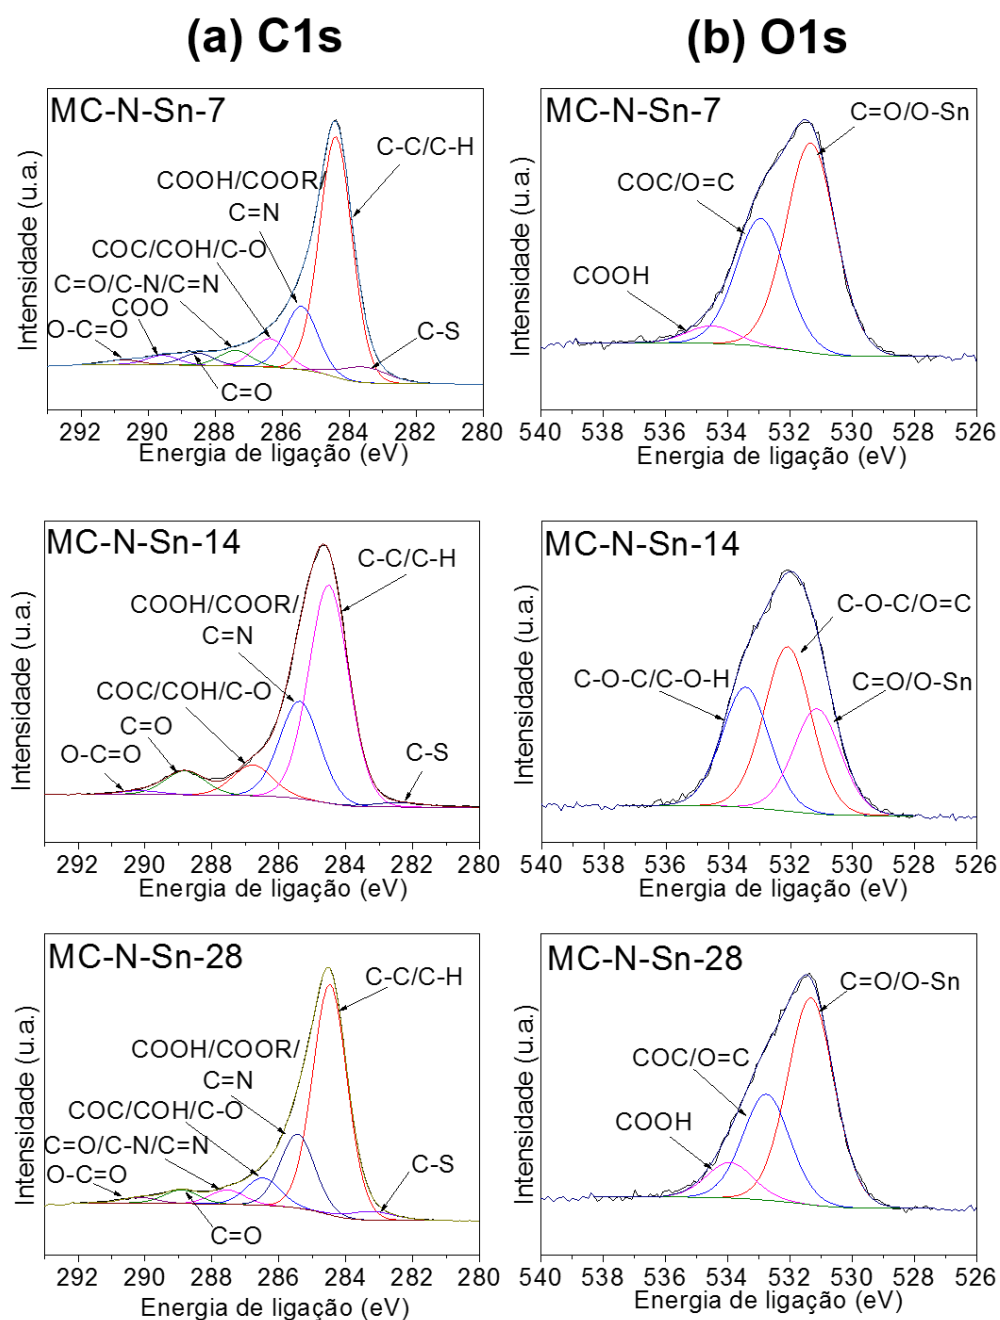 (a) C1s
(b) O1s
MC-N-Sn-7
C-C/C-H
COOH/COOR/
C=N
COC/COH/C-O
C=O/C-N/C=N
COO
O-C=O
C-S
C=O
Intensidade (u.a.)
292 290 288 286 284 282 280
Energia de ligação (eV)
MC-N-Sn-7
C=O/O-Sn
COC/O=C
COOH
Intensidade (u.a.)
540 538 536 534 532 530 528 526
Energia de ligação (eV)
MC-N-Sn-14
C-C/C-H
COOH/COOR/
C=N
COC/COH/C-O
C=O
O-C=O
C-S
Intensidade (u.a.)
292 290 288 286 284 282 280
Energia de ligação (eV)
MC-N-Sn-14
C-O-C/O=C
C-O-C/C-O-H
C=O/O-Sn
Intensidade (u.a.)
540 538 536 534 532 530 528 526
Energia de ligação (eV)
MC-N-Sn-28
C-C/C-H
COOH/COOR/
C=N
COC/COH/C-O
C=O/C-N/C=N
O-C=O
C-S
C=O
Intensidade (u.a.)
292 290 288 286 284 282 280
Energia de ligação (eV)
MC-N-Sn-28
C=O/O-Sn
COC/O=C
COOH
Intensidade (u.a.)
540 538 536 534 532 530 528 526
Energia de ligação (eV)